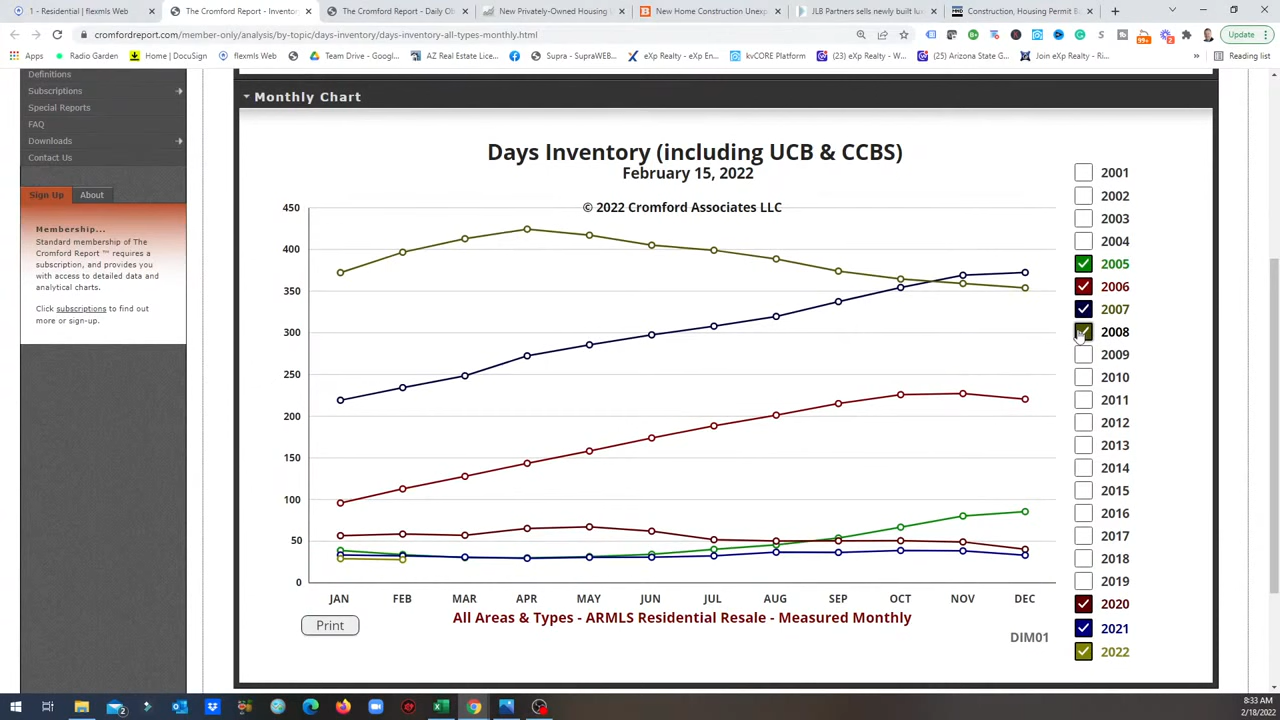 1 - Residential | flexmls Web
The Cromford Report - Inventor
The Cromford Report - Daily Ob
New Privately-Owned Housing U
New Home Construction Unexp
JLB Partners sells newly built lux
Construction, Housing Permit B
cromfordreport.com/member-only/analysis/by-topic/days-inventory/days-inventory-all-types-monthly.html
Update
Apps
Radio Garden
Home | DocuSign
flexmls Web
Team Drive - Googl...
AZ Estate Lice...
SupraWEB...
eXp Realty - eXp En...
kvCORE Platform
(23) eXp Realty - W...
(25) Arizona State G...
Join eXp Realty - Ri...
Reading list
Definitions
Subscriptions
Special Reports
FAQ
Downloads
Contact Us
Sign Up
About
Membership...
Standard membership of The
Cromford Report ™ requires a
subscription, and provides you
with access to detailed data and
analytical charts.
Click subscriptions to find out
more or sign-up.
Monthly Chart
Days Inventory (including UCB & CCBS)
February 15, 2022
© 2022 Cromford Associates LLC
450
400
350
300
250
200
150
100
50
0
JAN FEB MAR APR MAY JUN JUL AUG SEP OCT NOV DEC
All Areas & Types - ARMLS Residential Resale - Measured Monthly
Print
DIM01
2001
2002
2003
2004
2005
2006
2007
2008
2009
2010
2011
2012
2013
2014
2015
2016
2017
2018
2019
2020
2021
2022
8:33 AM
2/18/2022